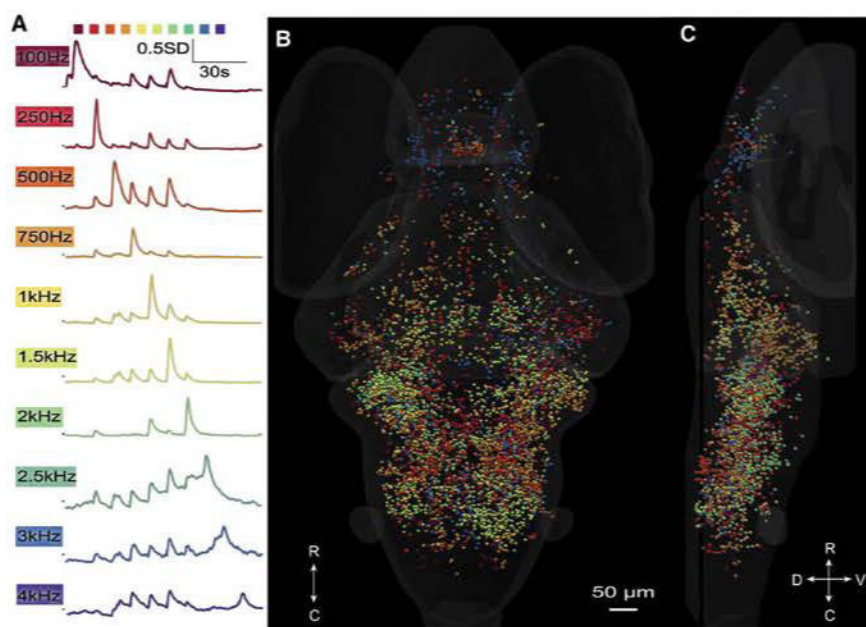 A
0.5SD
30s
100Hz
250Hz
500Hz
750Hz
1kHz
1.5kHz
2kHz
2.5kHz
3kHz
4kHz
B
R
C
50 µm
C
R
D
V
C